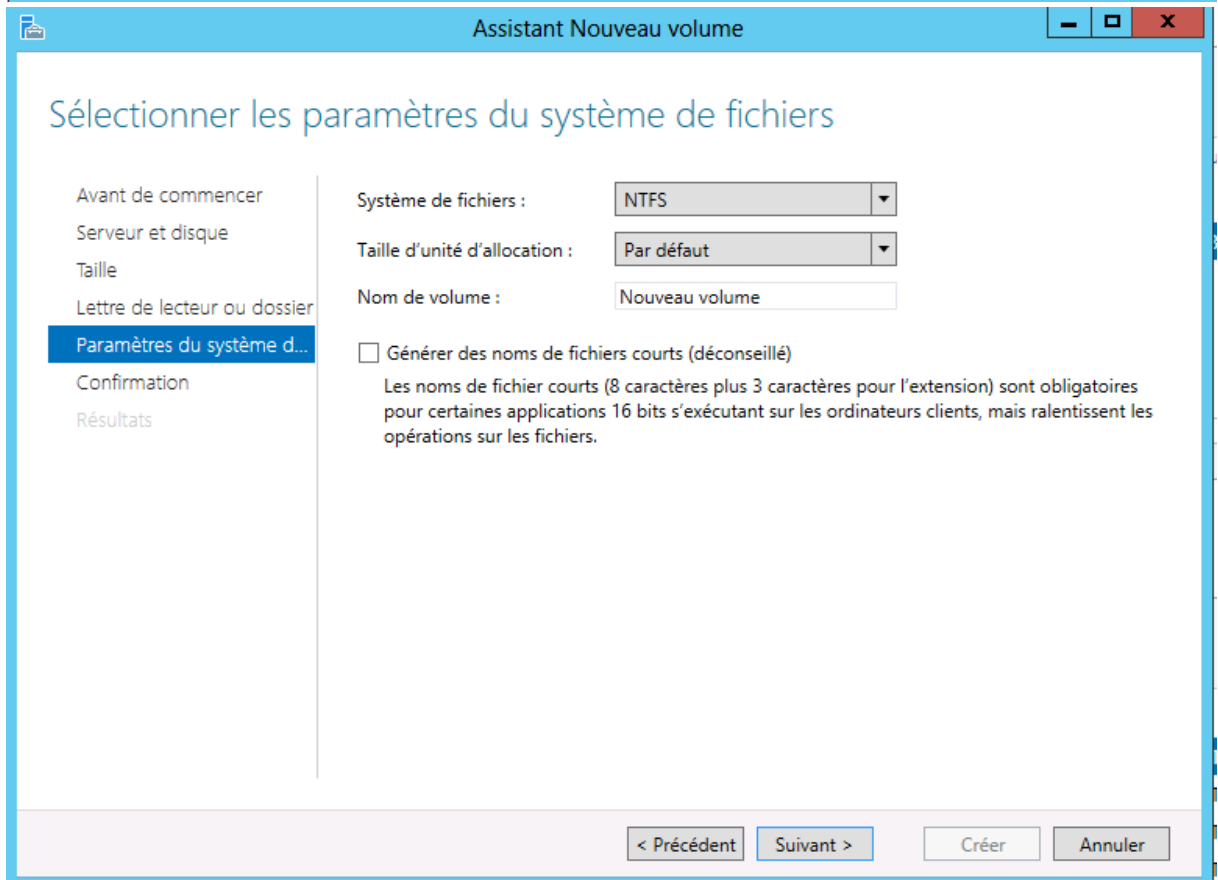 Assistant Nouveau volume
Sélectionner les paramètres du système de fichiers
Avant de commencer
Serveur et disque
Taille
Lettre de lecteur ou dossier
Paramètres du système d...
Confirmation
Résultats
Système de fichiers : NTFS
Taille d'unité d'allocation : Par défaut
Nom de volume : Nouveau volume
Générer des noms de fichiers courts (déconseillé)
Les noms de fichier courts (8 caractères plus 3 caractères pour l'extension) sont obligatoires
pour certaines applications 16 bits s'exécutant sur les ordinateurs clients, mais ralentissent les
opérations sur les fichiers.
< Précédent Suivant > Créer Annuler